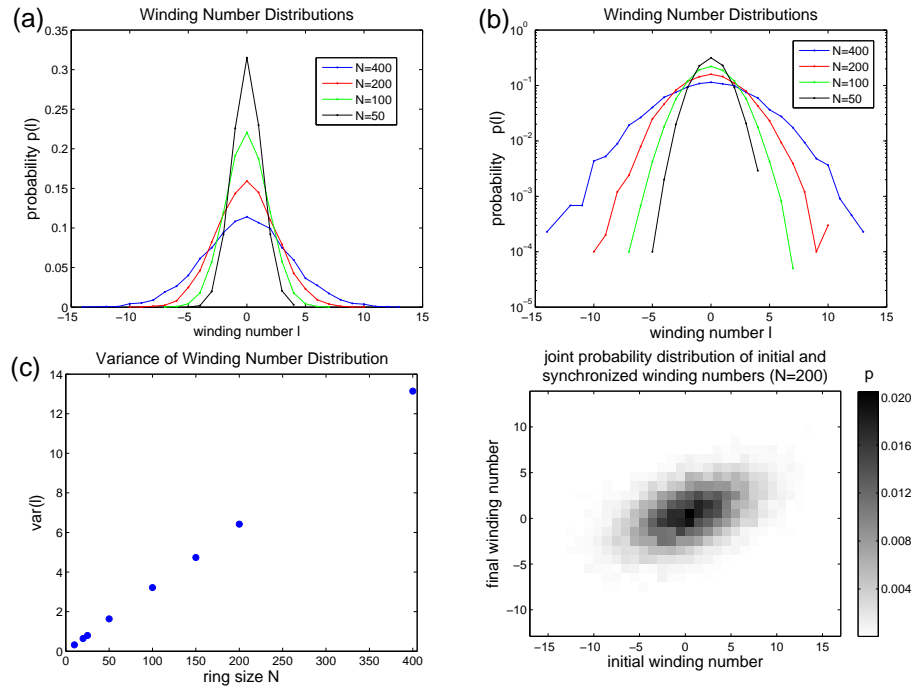 (a)
Winding Number Distributions
0.35
0.3
0.25
0.2
0.15
0.1
0.05
0
probability p(l)
N=400
N=200
N=100
N=50
−15 −10 −5 0 5 10 15
winding number l
(b)
Winding Number Distributions
10^0
10^−1
10^−2
10^−3
10^−4
10^−5
probability p(l)
N=400
N=200
N=100
N=50
−15 −10 −5 0 5 10 15
winding number l
(c)
Variance of Winding Number Distribution
14
12
10
8
6
4
2
0
var(l)
0 50 100 150 200 250 300 350 400
ring size N
joint probability distribution of initial and
synchronized winding numbers (N=200)
p
10
5
0
−5
−10
final winding number
−15 −10 −5 0 5 10 15
initial winding number
0.020
0.016
0.012
0.008
0.004